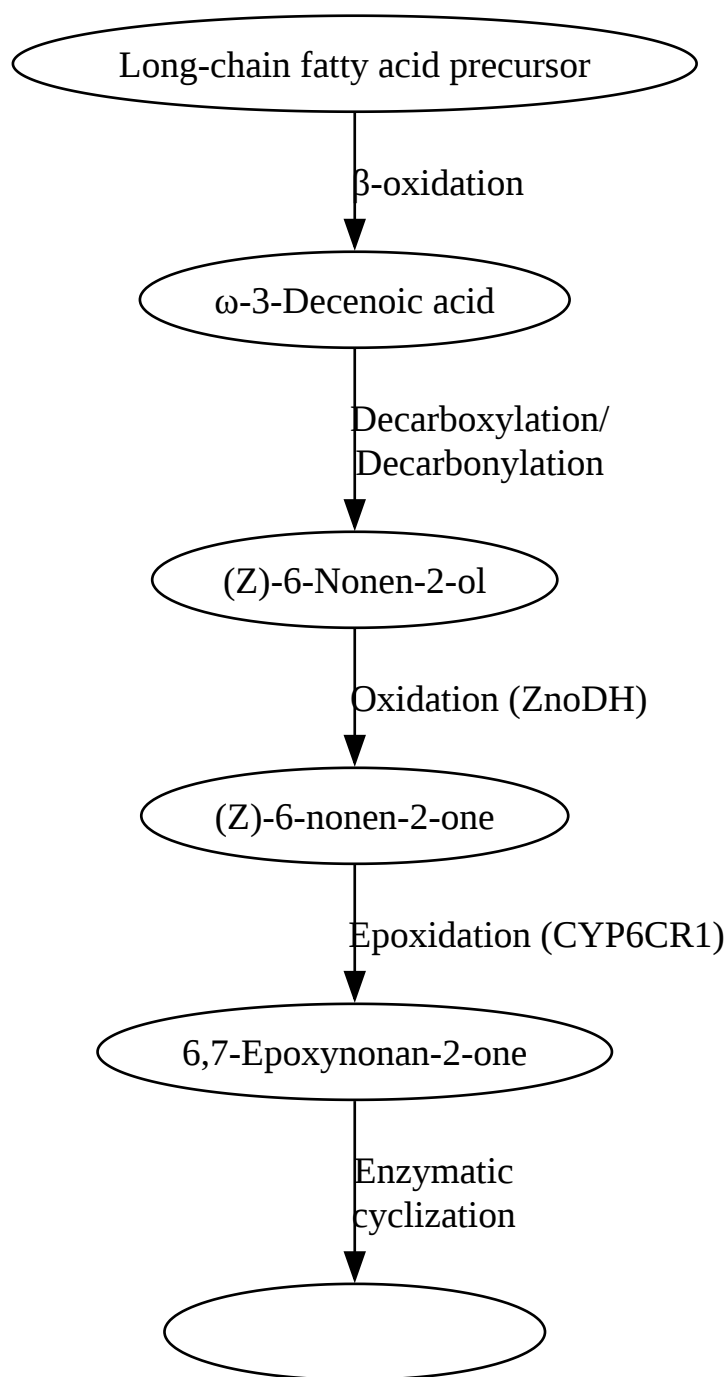 Long-chain fatty acid precursor
β-oxidation
ω-3-Decenoic acid
Decarboxylation/
Decarbonylation
(Z)-6-Nonen-2-ol
Oxidation (ZnoDH)
(Z)-6-nonen-2-one
Epoxidation (CYP6CR1)
6,7-Epoxynonan-2-one
Enzymatic
cyclization